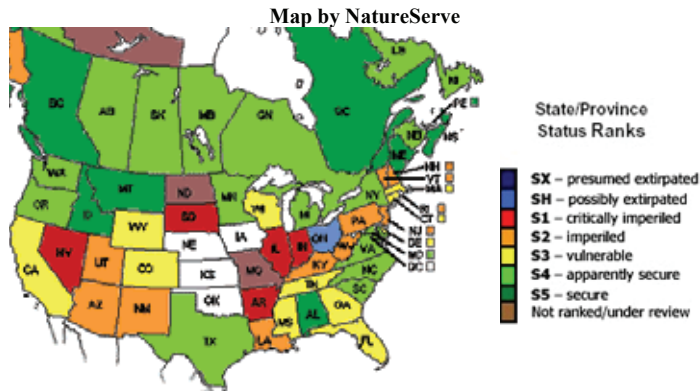 Map by NatureServe
LB
BC
AB
SK
MB
ON
QC
NF
PE
NB
NS
ME
WA
MT
ND
MN
OR
ID
WY
SD
WI
MI
NY
NH
VT
MA
RI
CT
NJ
DE
MD
DC
CA
NV
UT
CO
NE
KS
IA
MO
IL
IN
OH
PA
WV
VA
KY
NC
TN
SC
AZ
NM
OK
AR
TX
LA
MS
AL
GA
FL
State/Province
Status Ranks
SX – presumed extirpated
SH – possibly extirpated
S1 – critically imperiled
S2 – imperiled
S3 – vulnerable
S4 – apparently secure
S5 – secure
Not ranked/under review